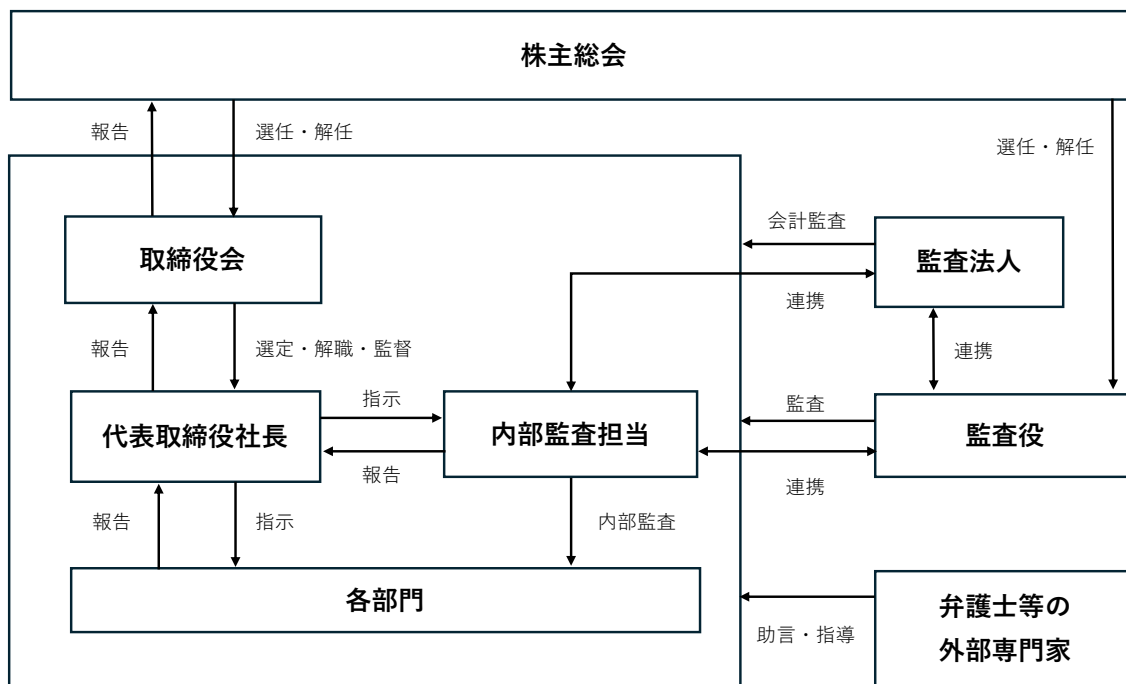 株主総会
報告
選任・解任
選任・解任
取締役会
会計監査
監査法人
連携
報告
選定・解職・監督
連携
代表取締役社長
指示
報告
内部監査担当
監査
監査役
連携
報告
指示
内部監査
各部門
助言・指導
弁護士等の
外部専門家